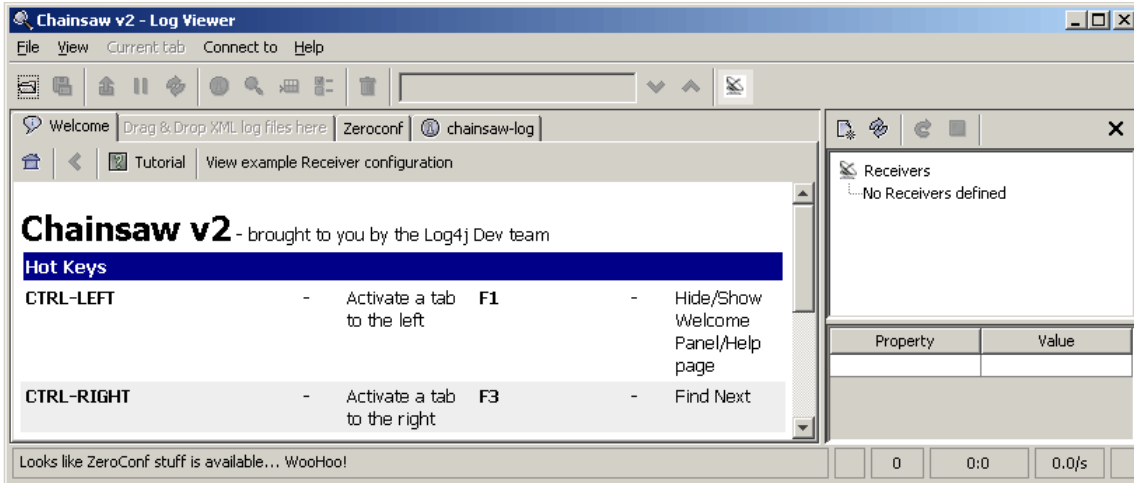 Chainsaw v2 - Log Viewer
File View Current tab Connect to Help
Welcome Drag & Drop XML log files here Zeroconf chainsaw-log
Tutorial View example Receiver configuration
Chainsaw v2 - brought to you by the Log4j Dev team
Hot Keys
CTRL-LEFT - Activate a tab to the left F1 - Hide/Show Welcome Panel/Help page
CTRL-RIGHT - Activate a tab to the right F3 - Find Next
Receivers
No Receivers defined
Property Value
Looks like ZeroConf stuff is available... WooHoo! 0 0:0 0.0/s